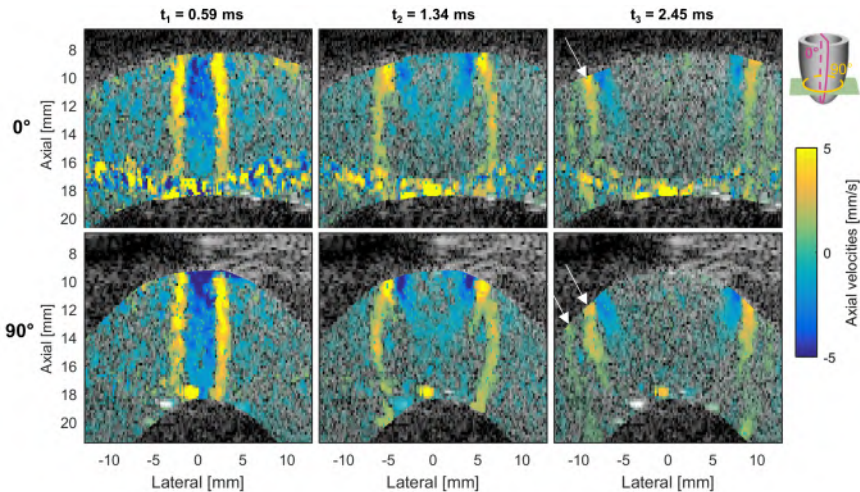 t1 = 0.59 ms
t2 = 1.34 ms
t3 = 2.45 ms
0°
90°
0°
Axial [mm]
8
10
12
14
16
18
20
5
0
-5
Axial velocities [mm/s]
90°
Axial [mm]
8
10
12
14
16
18
20
-10 -5 0 5 10
-10 -5 0 5 10
-10 -5 0 5 10
Lateral [mm]
Lateral [mm]
Lateral [mm]